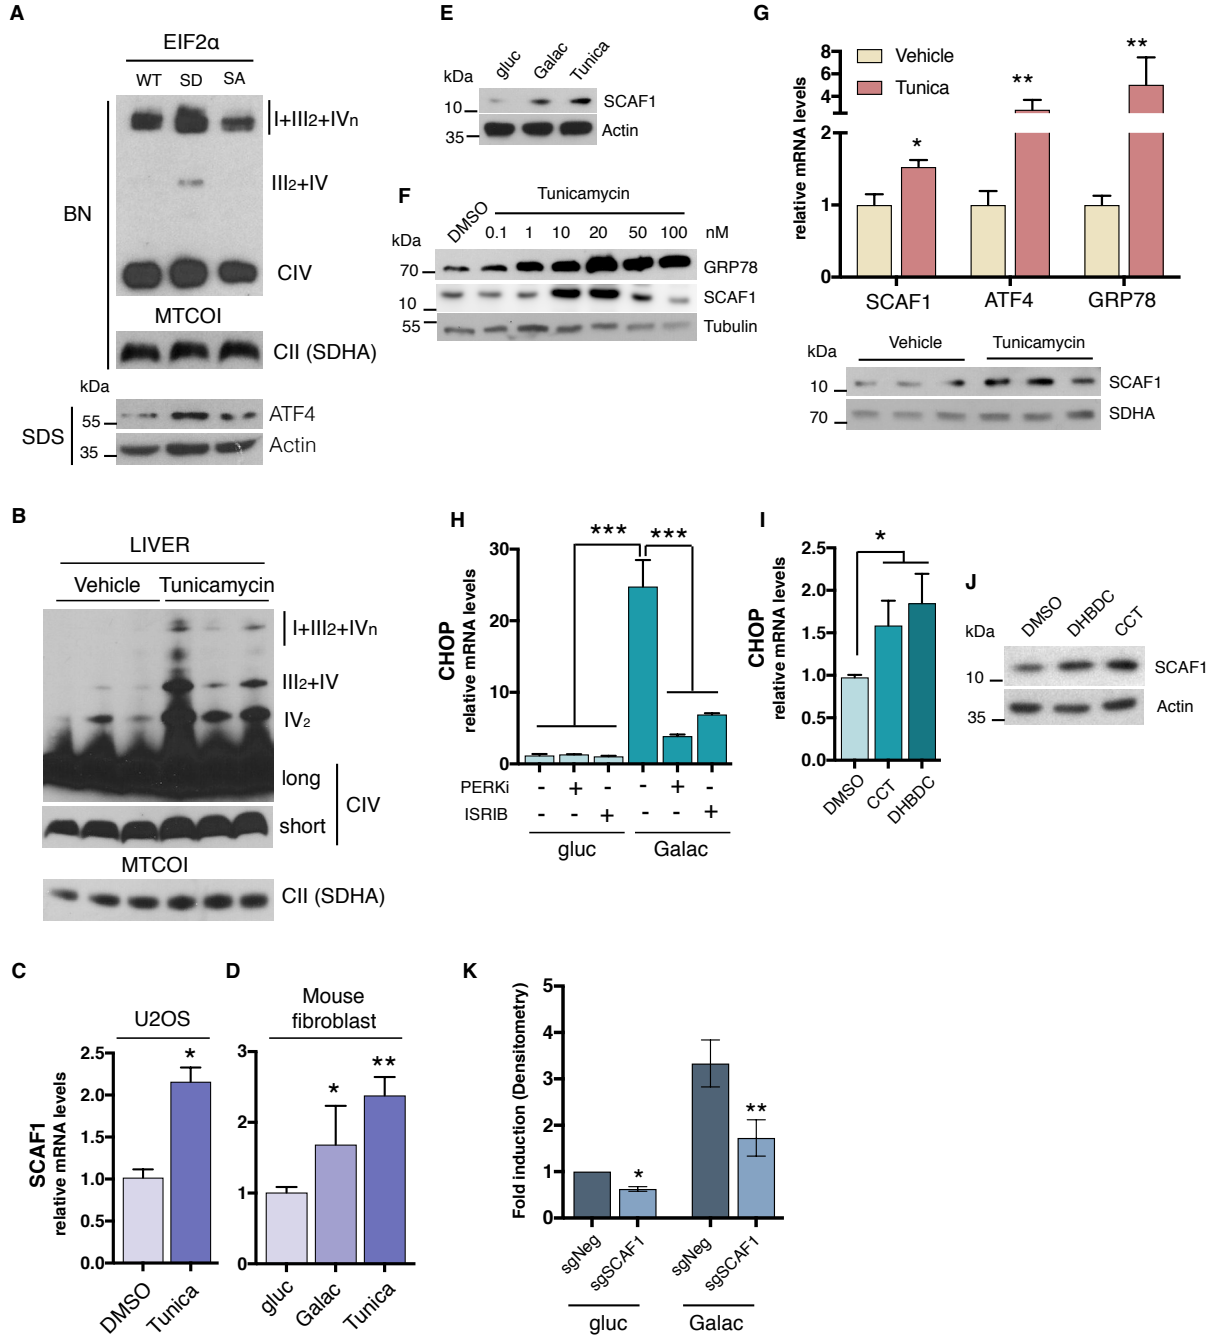 A
EIF2α
WT SD SA
I+III2+IVn
III2+IV
BN
CIV
MTCOI
CII (SDHA)
kDa
ATF4
55
SDS
Actin
35
B
LIVER
Vehicle Tunicamycin
I+III2+IVn
III2+IV
IV2
long
CIV
short
MTCOI
CII (SDHA)
C
U2OS
SCAF1
relative mRNA levels
2.5
2.0
1.5
1.0
0.5
0.0
*
DMSO Tunica
D
Mouse
fibroblast
3
2
1
0
*
**
gluc Galac Tunica
E
kDa gluc Galac Tunica
10 SCAF1
35 Actin
F
Tunicamycin
kDa DMSO 0.1 1 10 20 50 100 nM
70 GRP78
10 SCAF1
55 Tubulin
G
relative mRNA levels
8
6
4
2
1
0
Vehicle
Tunica
*
**
**
SCAF1 ATF4 GRP78
kDa Vehicle Tunicamycin
10 SCAF1
70 SDHA
H
CHOP
relative mRNA levels
30
20
10
0
*** ***
PERKi - + - - + -
ISRIB - - + - - +
gluc Galac
I
CHOP
relative mRNA levels
2.5
2.0
1.5
1.0
0.5
0.0
*
DMSO CCT DHBDC
J
kDa DMSO DHBDC CCT
10 SCAF1
35 Actin
K
Fold induction (Densitometry)
5
4
3
2
1
0
*
**
sgNeg sgSCAF1 sgNeg sgSCAF1
gluc Galac